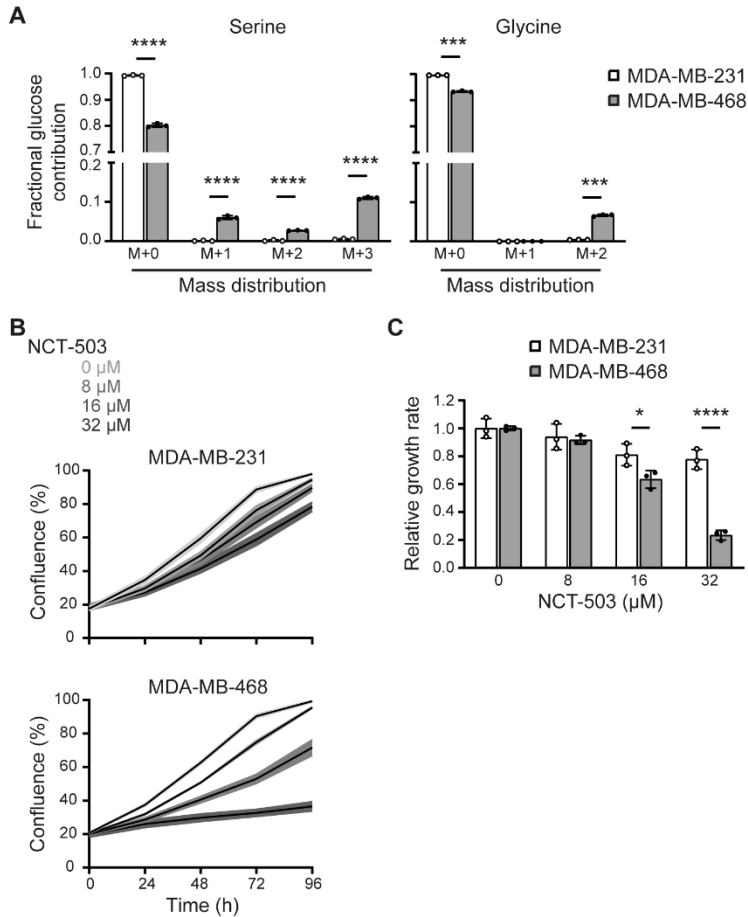 A
Serine
Glycine
**** 
***
MDA-MB-231
MDA-MB-468
Fractional glucose
contribution
1.0
0.9
0.8
0.2
0.1
0.0
****
****
****
***
M+0 M+1 M+2 M+3
M+0 M+1 M+2
Mass distribution
Mass distribution
B
NCT-503
0 µM
8 µM
16 µM
32 µM
MDA-MB-231
Confluence (%)
100
80
60
40
20
0
MDA-MB-468
Confluence (%)
100
80
60
40
20
0
0 24 48 72 96
Time (h)
C
MDA-MB-231
MDA-MB-468
Relative growth rate
1.2
1.0
0.8
0.6
0.4
0.2
0.0
*
****
0 8 16 32
NCT-503 (µM)